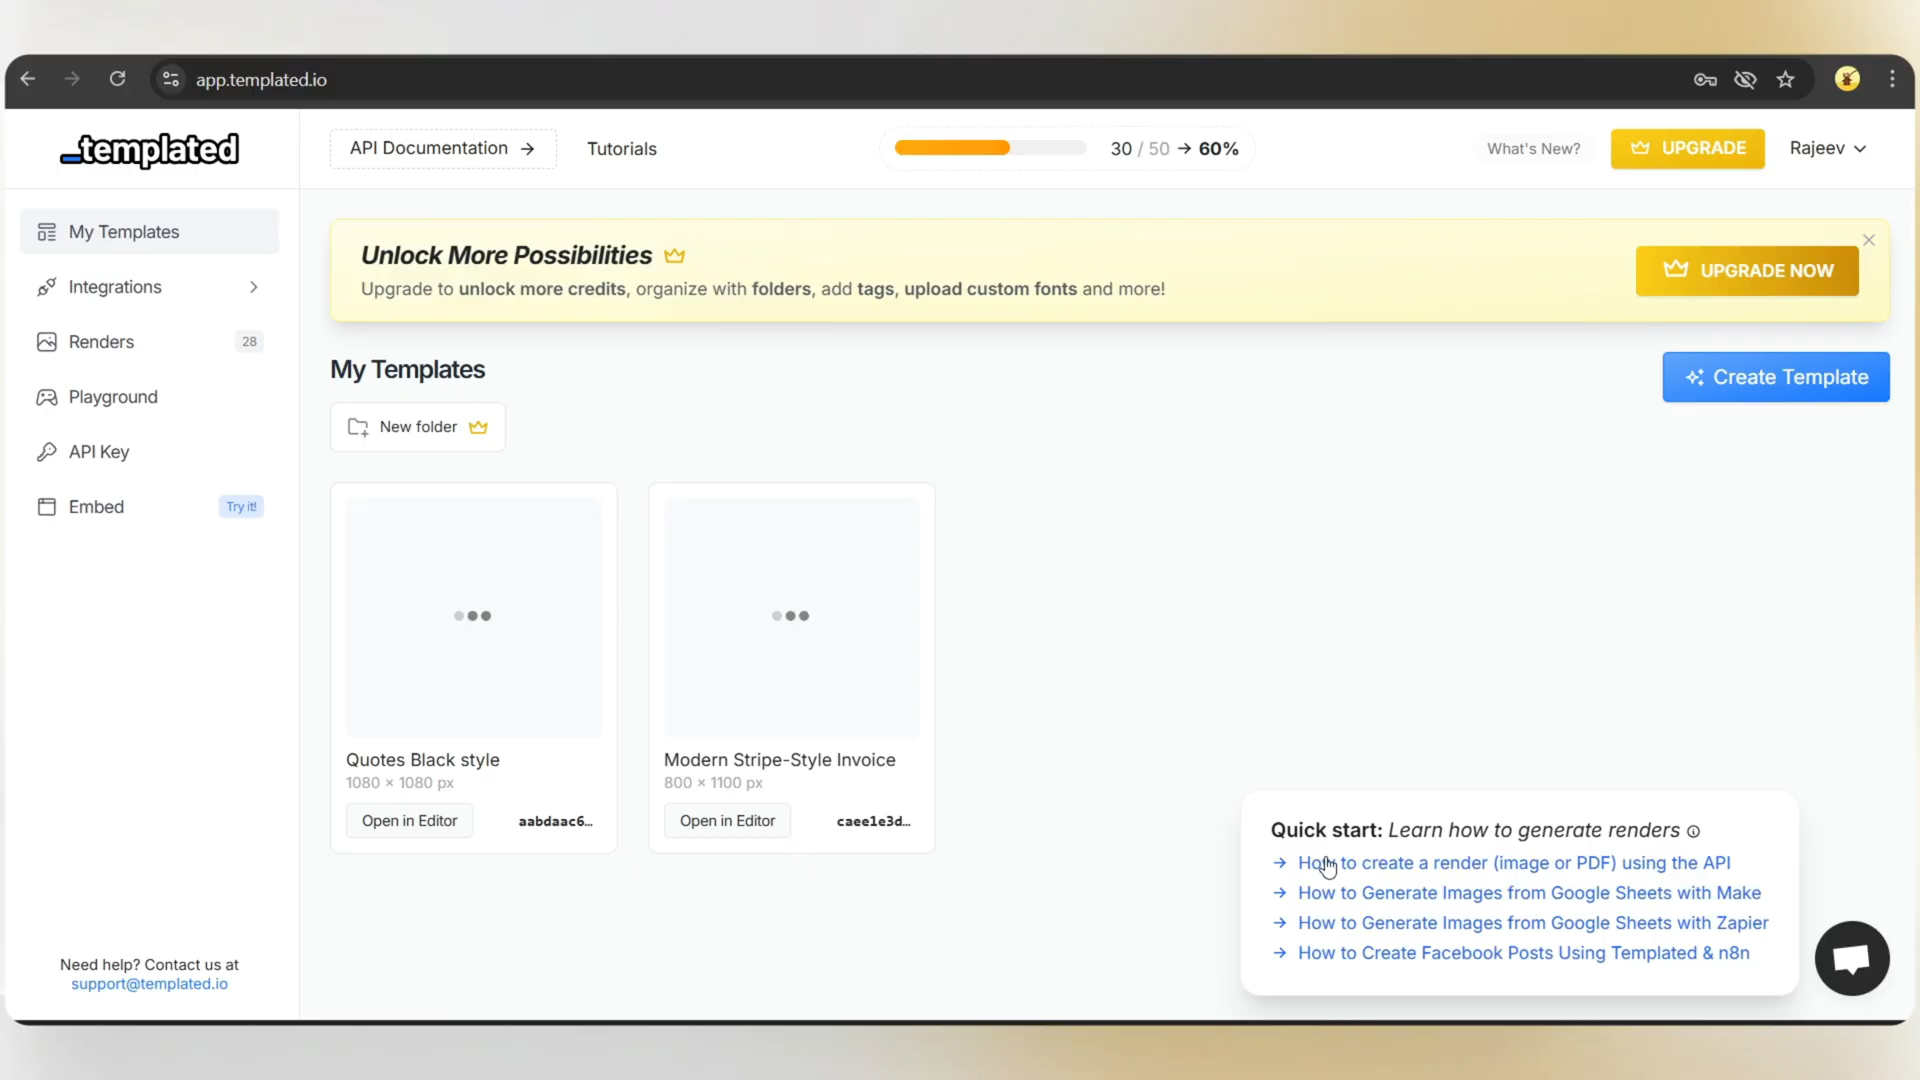 app.templated.io
_templated
API Documentation →
Tutorials
30 / 50 → 60%
What's New?
UPGRADE
Rajeev
My Templates
Integrations
Renders 28
Playground
API Key
Embed Try it!
Need help? Contact us at
support@templated.io
Unlock More Possibilities
Upgrade to unlock more credits, organize with folders, add tags, upload custom fonts and more!
UPGRADE NOW
My Templates
Create Template
New folder
Quotes Black style
1080 × 1080 px
Open in Editor aabdaac6...
Modern Stripe-Style Invoice
800 × 1100 px
Open in Editor caee1e3d...
Quick start: Learn how to generate renders
→ How to create a render (image or PDF) using the API
→ How to Generate Images from Google Sheets with Make
→ How to Generate Images from Google Sheets with Zapier
→ How to Create Facebook Posts Using Templated & n8n